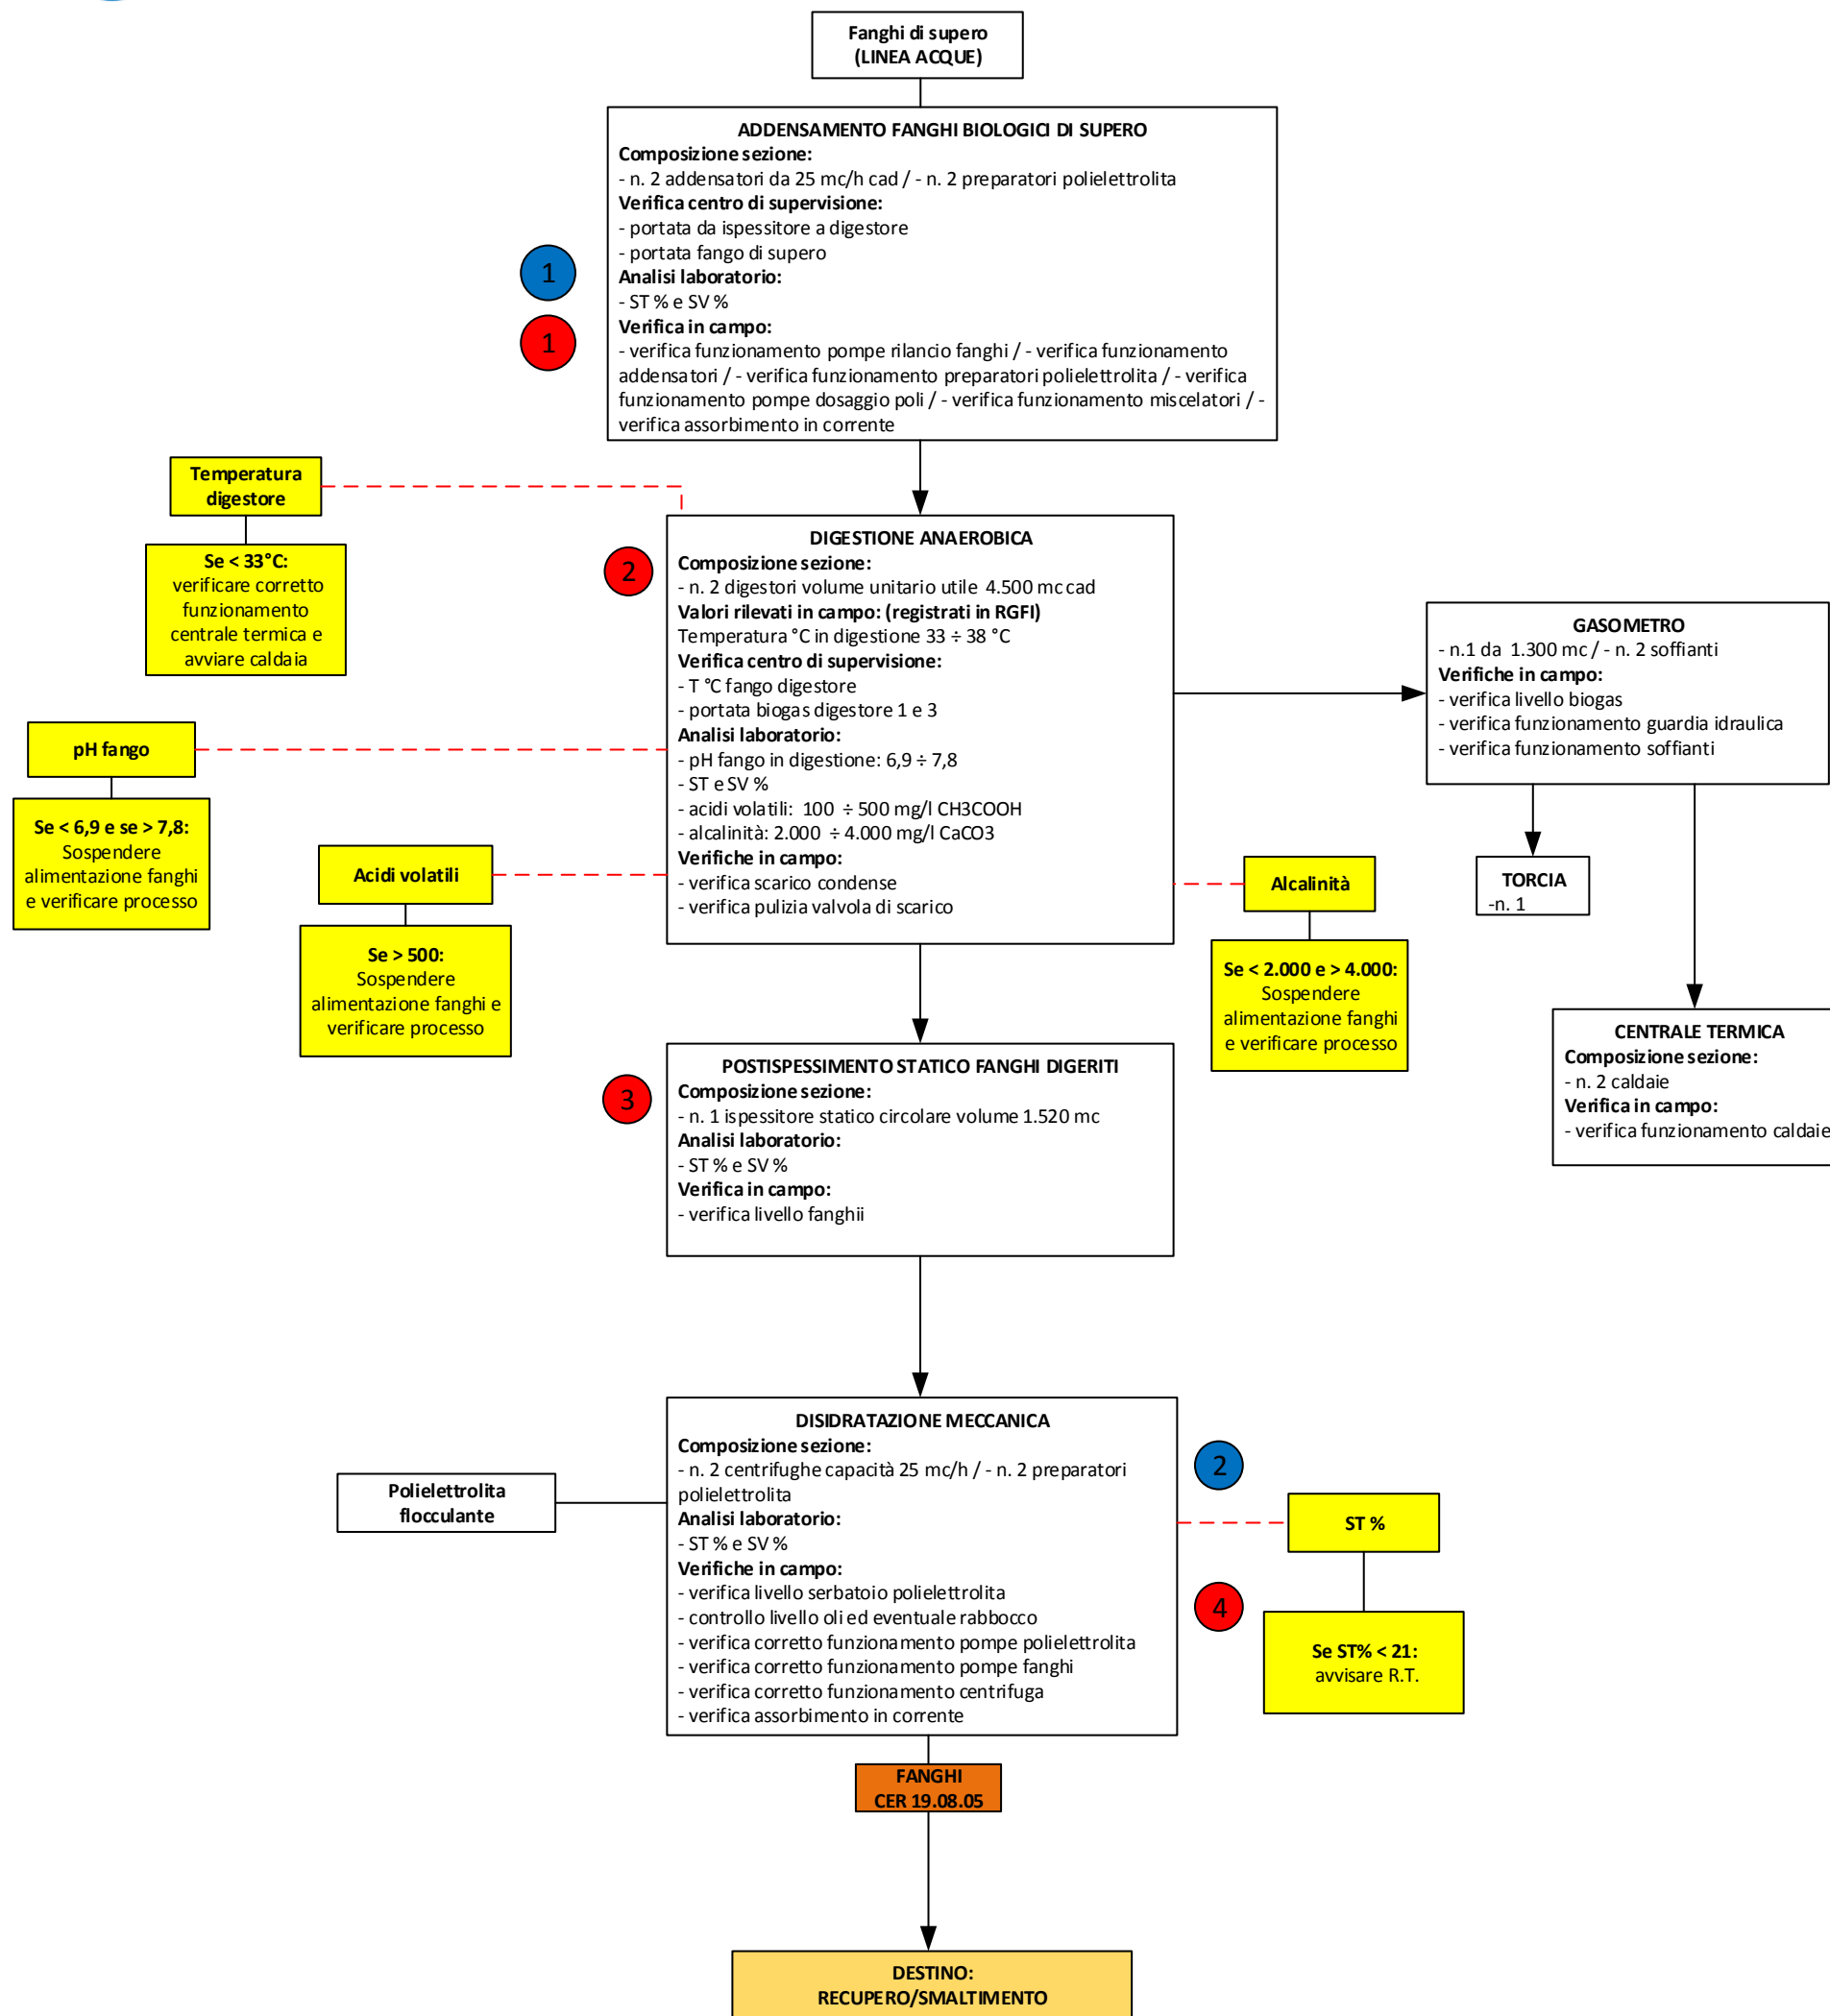 Fanghi di supero
(LINEA ACQUE)
ADDENSAMENTO FANGHI BIOLOGICI DI SUPERO
Composizione sezione:
- n. 2 addensatori da 25 mc/h cad / - n. 2 preparatori polielettrolita
Verifica centro di supervisione:
- portata da ispessitore a digestore
- portata fango di supero
Analisi laboratorio:
- ST % e SV %
Verifica in campo:
- verifica funzionamento pompe rilancio fanghi / - verifica funzionamento
addensatori / - verifica funzionamento preparatori polielettrolita / - verifica
funzionamento pompe dosaggio poli / - verifica funzionamento miscelatori / -
verifica assorbimento in corrente
1
1
Temperatura
digestore
Se < 33°C:
verificare corretto
funzionamento
centrale termica e
avviare caldaia
2
DIGESTIONE ANAEROBICA
Composizione sezione:
- n. 2 digestori volume unitario utile 4.500 mc cad
Valori rilevati in campo: (registrati in RGFI)
Temperatura °C in digestione 33 ÷ 38 °C
Verifica centro di supervisione:
- T °C fango digestore
- portata biogas digestore 1 e 3
Analisi laboratorio:
- pH fango in digestione: 6,9 ÷ 7,8
- ST e SV %
- acidi volatili: 100 ÷ 500 mg/l CH3COOH
- alcalinità: 2.000 ÷ 4.000 mg/l CaCO3
Verifiche in campo:
- verifica scarico condense
- verifica pulizia valvola di scarico
GASOMETRO
- n.1 da 1.300 mc / - n. 2 soffianti
Verifiche in campo:
- verifica livello biogas
- verifica funzionamento guardia idraulica
- verifica funzionamento soffianti
pH fango
Se < 6,9 e se > 7,8:
Sospendere
alimentazione fanghi
e verificare processo
Acidi volatili
Se > 500:
Sospendere
alimentazione fanghi e
verificare processo
Alcalinità
Se < 2.000 e > 4.000:
Sospendere
alimentazione fanghi
e verificare processo
TORCIA
-n. 1
CENTRALE TERMICA
Composizione sezione:
- n. 2 caldaie
Verifica in campo:
- verifica funzionamento caldaie
3
POSTISPESSIMENTO STATICO FANGHI DIGERITI
Composizione sezione:
- n. 1 ispessitore statico circolare volume 1.520 mc
Analisi laboratorio:
- ST % e SV %
Verifica in campo:
- verifica livello fanghii
DISIDRATAZIONE MECCANICA
Composizione sezione:
- n. 2 centrifughe capacità 25 mc/h / - n. 2 preparatori
polielettrolita
Analisi laboratorio:
- ST % e SV %
Verifiche in campo:
- verifica livello serbatoio polielettrolita
- controllo livello oli ed eventuale rabbocco
- verifica corretto funzionamento pompe polielettrolita
- verifica corretto funzionamento pompe fanghi
- verifica corretto funzionamento centrifuga
- verifica assorbimento in corrente
Polielettrolita
flocculante
2
ST %
4
Se ST% < 21:
avvisare R.T.
FANGHI
CER 19.08.05
DESTINO:
RECUPERO/SMALTIMENTO